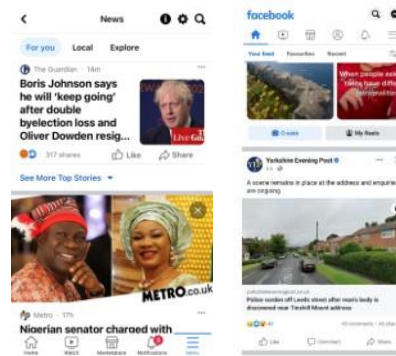 News
For you Local Explore
The Guardian · 14m
Boris Johnson says
he will 'keep going'
after double
byelection loss and
Oliver Dowden resig...
317 shares Like Share
See More Top Stories
METRO.co.uk
Metro · 17h
Nigerian senator charged with
Home Watch Marketplace Notifications Menu
facebook
Your feed Favourites Recent
When people ask
Create My Reels
Yorkshire Evening Post
A scene remains in place at the address and enquirie
are ongoing.
Police cordon off Leeds street after man's body is
discovered near Tinshill Mount address
Like Comment Share